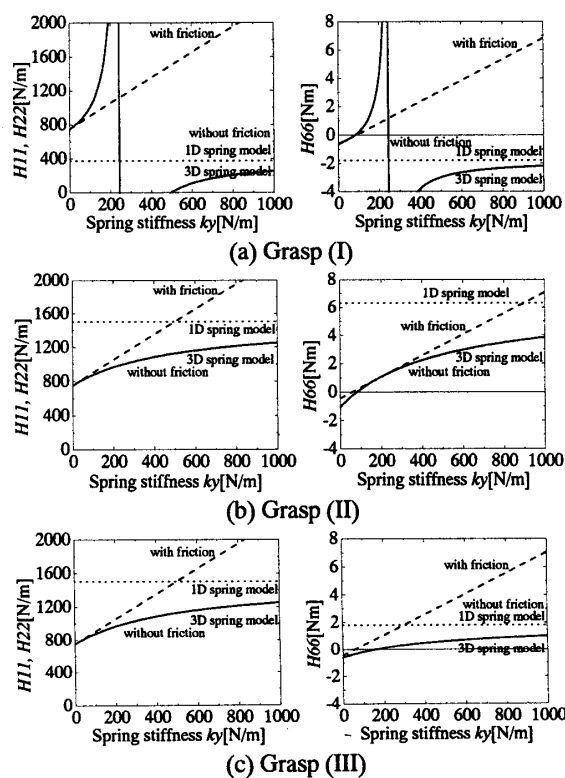 2000
1600
1200
800
400
0
H11, H22[N/m]
with friction
without friction
1D spring model
3D spring model
0 200 400 600 800 1000
Spring stiffness ky[N/m]
8
6
4
2
0
-2
-4
H66[Nm]
with friction
without friction
1D spring model
3D spring model
0 200 400 600 800 1000
Spring stiffness ky[N/m]
(a) Grasp (I)
2000
1600
1200
800
400
0
H11, H22[N/m]
with friction
1D spring model
3D spring model
without friction
0 200 400 600 800 1000
Spring stiffness ky[N/m]
8
6
4
2
0
-2
-4
H66[Nm]
1D spring model
with friction
3D spring model
without friction
0 200 400 600 800 1000
Spring stiffness ky[N/m]
(b) Grasp (II)
2000
1600
1200
800
400
0
H11, H22[N/m]
with friction
1D spring model
3D spring model
without friction
0 200 400 600 800 1000
Spring stiffness ky[N/m]
8
6
4
2
0
-2
-4
H66[Nm]
with friction
without friction
1D spring model
3D spring model
0 200 400 600 800 1000
Spring stiffness ky[N/m]
(c) Grasp (III)